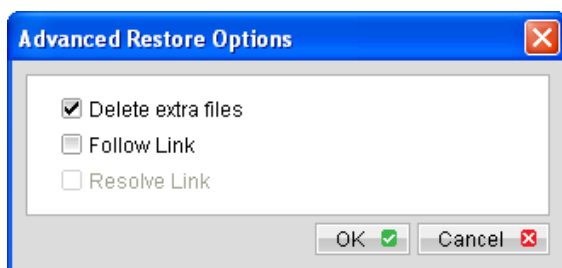 Advanced Restore Options
Delete extra files
Follow Link
Resolve Link
OK
Cancel